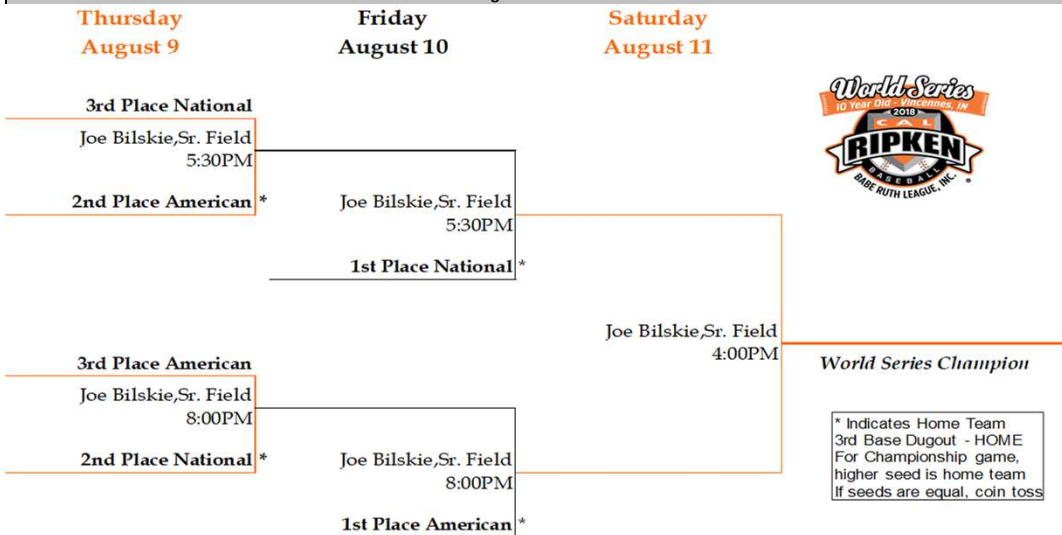 Thursday
August 9
Friday
August 10
Saturday
August 11
3rd Place National
Joe Bilskie,Sr. Field
5:30PM
2nd Place American *
Joe Bilskie,Sr. Field
5:30PM
1st Place National *
3rd Place American
Joe Bilskie,Sr. Field
8:00PM
2nd Place National *
Joe Bilskie,Sr. Field
8:00PM
1st Place American *
Joe Bilskie,Sr. Field
4:00PM
World Series
10 Year Old - Vincennes, IN
2018
CAL
RIPKEN
BASEBALL
BABE RUTH LEAGUE, INC.
World Series Champion
* Indicates Home Team
3rd Base Dugout - HOME
For Championship game,
higher seed is home team
If seeds are equal, coin toss